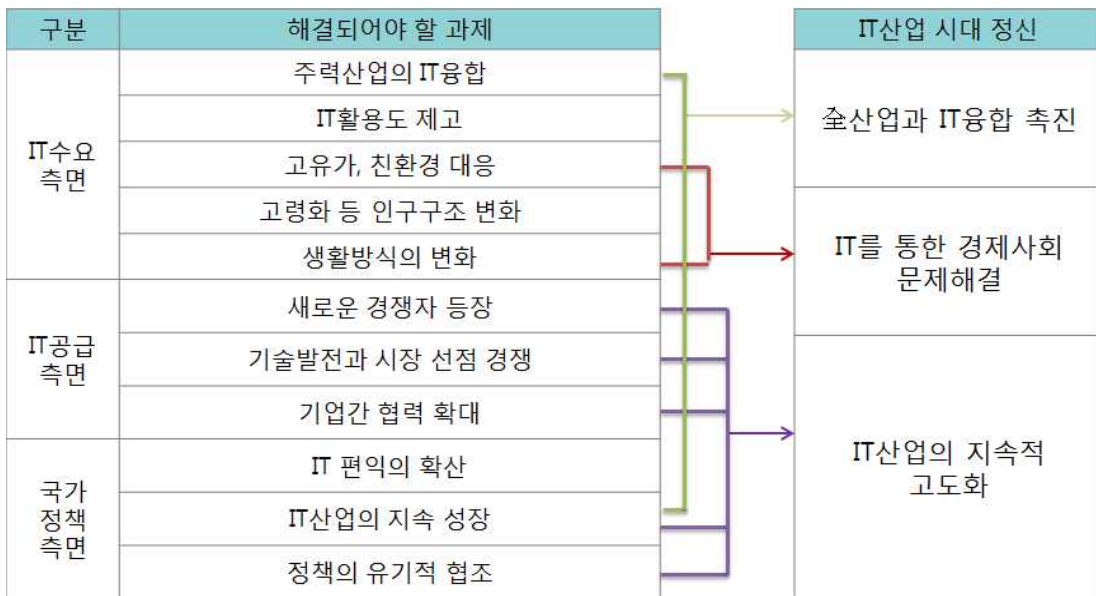 구분
해결되어야 할 과제
IT산업 시대 정신
IT수요
측면
주력산업의 IT융합
IT활용도 제고
고유가, 친환경 대응
고령화 등 인구구조 변화
생활방식의 변화
IT공급
측면
새로운 경쟁자 등장
기술발전과 시장 선점 경쟁
기업간 협력 확대
국가
정책
측면
IT 편익의 확산
IT산업의 지속 성장
정책의 유기적 협조
全산업과 IT융합 촉진
IT를 통한 경제사회
문제해결
IT산업의 지속적
고도화